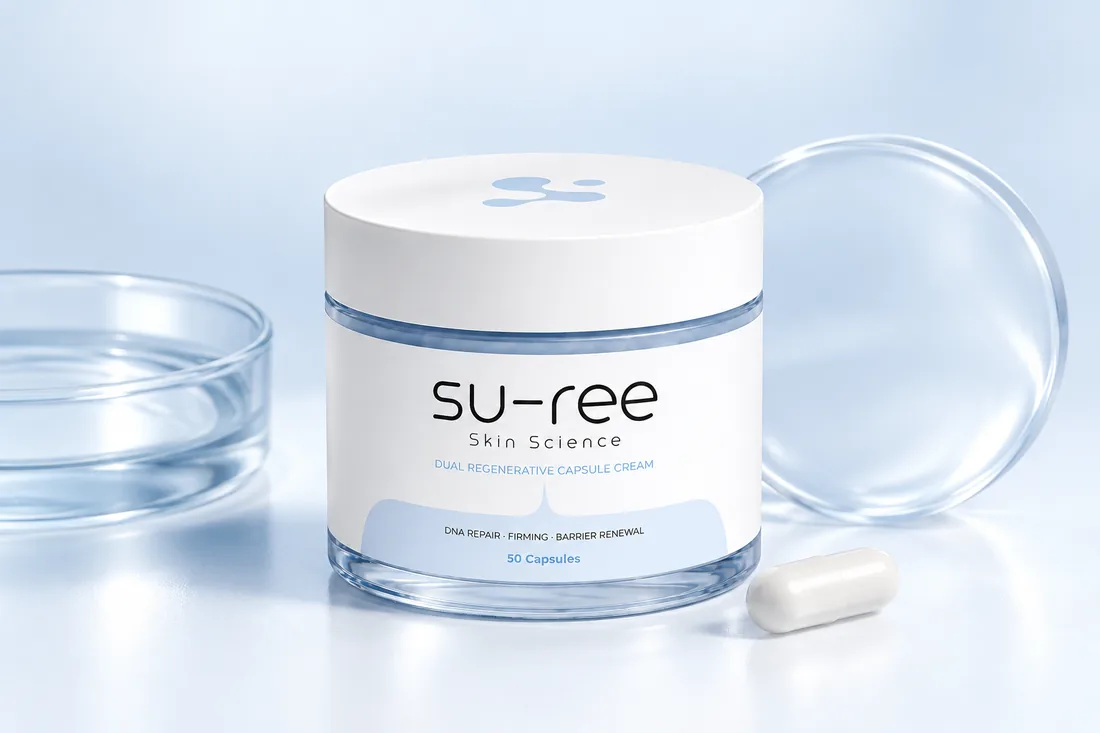 su-ree
Skin Science
DUAL REGENERATIVE CAPSULE CREAM
DNA REPAIR · FIRMING · BARRIER RENEWAL
50 Capsules